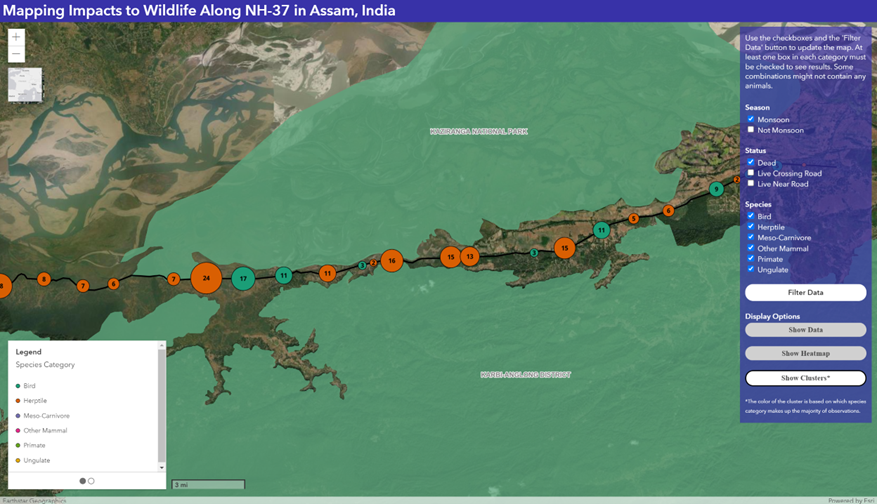 Mapping Impacts to Wildlife Along NH-37 in Assam, India
+
−
Use the checkboxes and the 'Filter
Data' button to update the map. At
least one box in each category must
be checked to see results. Some
combinations might not contain any
animals.
Season
Monsoon
Not Monsoon
Status
Dead
Live Crossing Road
Live Near Road
Species
Bird
Herptile
Meso-Carnivore
Other Mammal
Primate
Ungulate
Filter Data
Display Options
Show Data
Show Heatmap
Show Clusters*
*The color of the cluster is based on which species
category makes up the majority of observations.
KAZIRANGA NATIONAL PARK
KARBI-ANGLONG DISTRICT
8
8
7
6
7
24
17
11
11
3
2
16
15
13
3
15
11
5
6
9
2
Legend
Species Category
Bird
Herptile
Meso-Carnivore
Other Mammal
Primate
Ungulate
3 mi
Earthstar Geographics
Powered by Esri